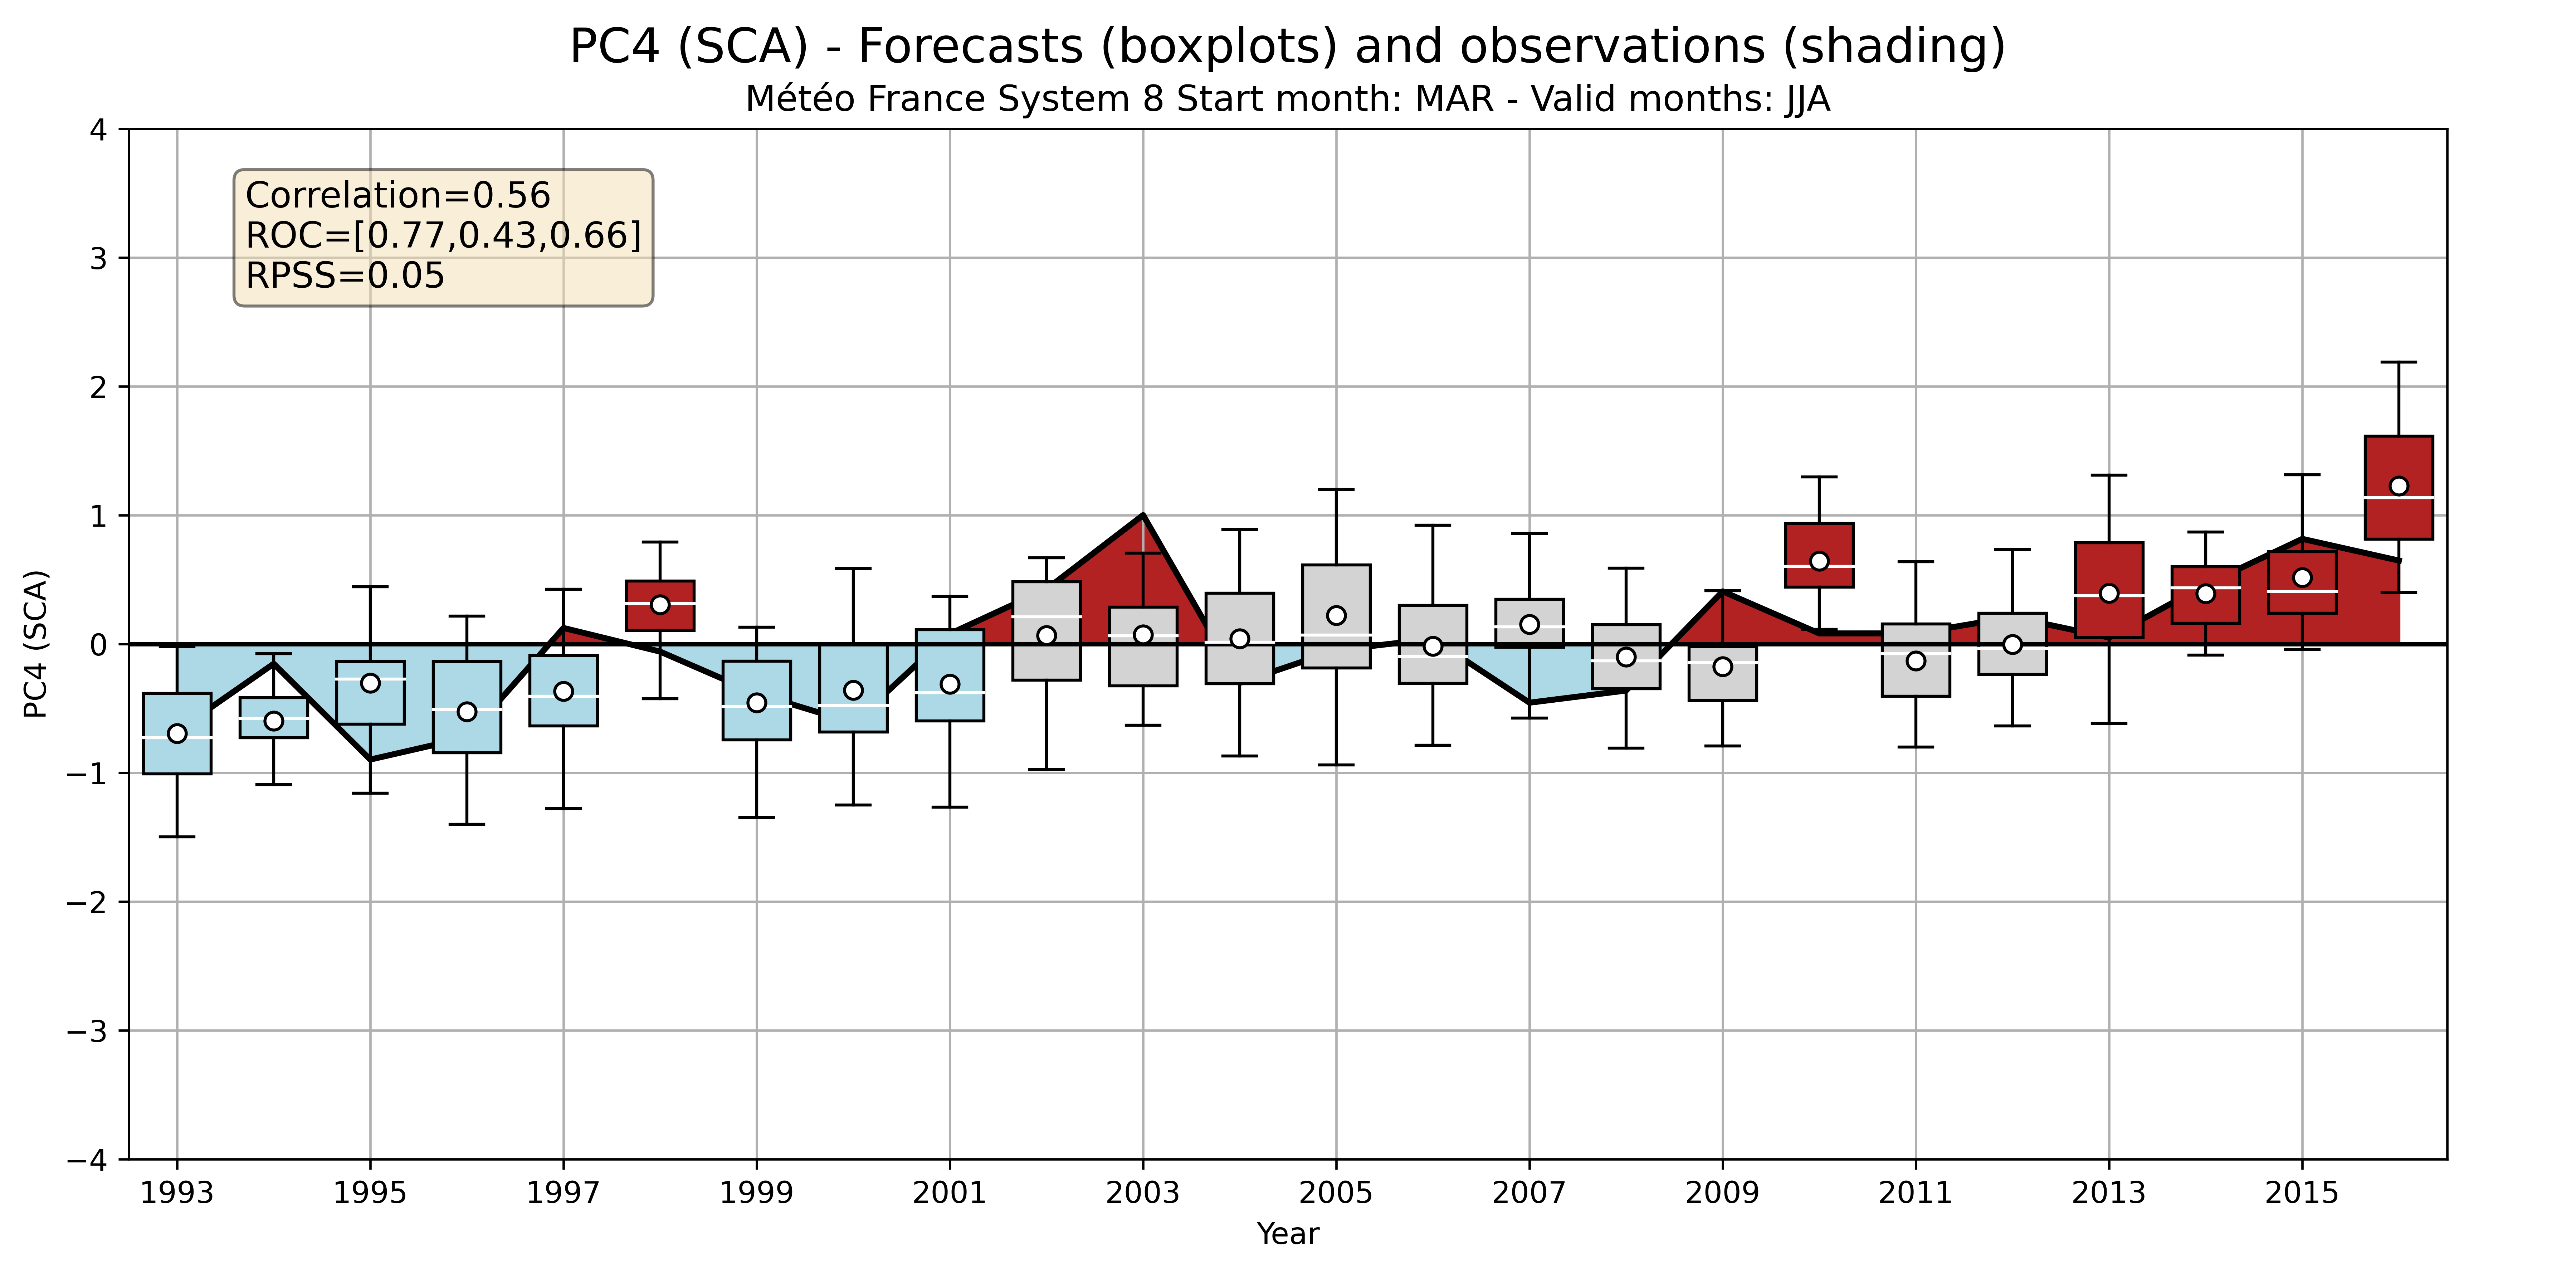 PC4 (SCA) - Forecasts (boxplots) and observations (shading)
Météo France System 8 Start month: MAR - Valid months: JJA
Correlation=0.56
ROC=[0.77,0.43,0.66]
RPSS=0.05
PC4 (SCA)
4
3
2
1
0
−1
−2
−3
−4
1993 1995 1997 1999 2001 2003 2005 2007 2009 2011 2013 2015
Year